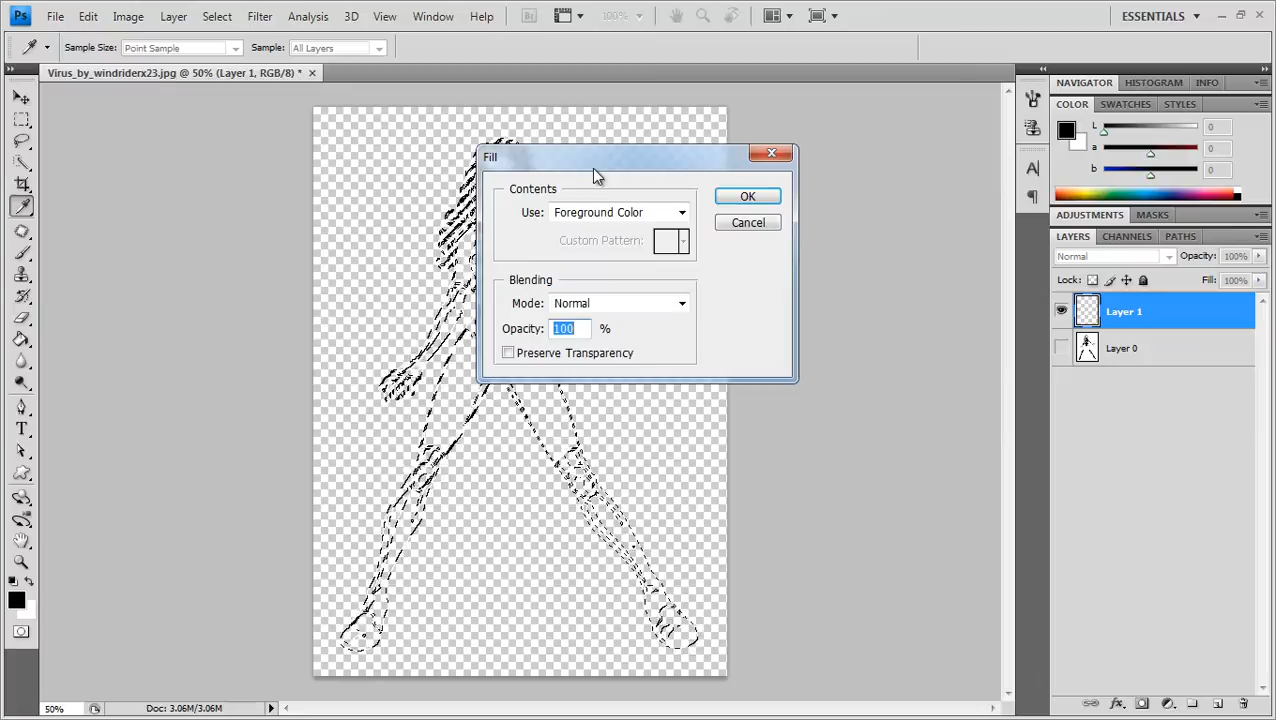 Ps File Edit Image Layer Select Filter Analysis 3D View Window Help Br 100% ESSENTIALS
Sample Size: Point Sample Sample: All Layers
Virus_by_windriderx23.jpg @ 50% (Layer 1, RGB/8) *
NAVIGATOR HISTOGRAM INFO
COLOR SWATCHES STYLES
L 0
a 0
b 0
ADJUSTMENTS MASKS
LAYERS CHANNELS PATHS
Normal Opacity: 100%
Lock: Fill: 100%
Layer 1
Layer 0
Fill
Contents
Use: Foreground Color
Custom Pattern:
OK
Cancel
Blending
Mode: Normal
Opacity: 100 %
Preserve Transparency
T
A
fx
50% Doc: 3.06M/3.06M